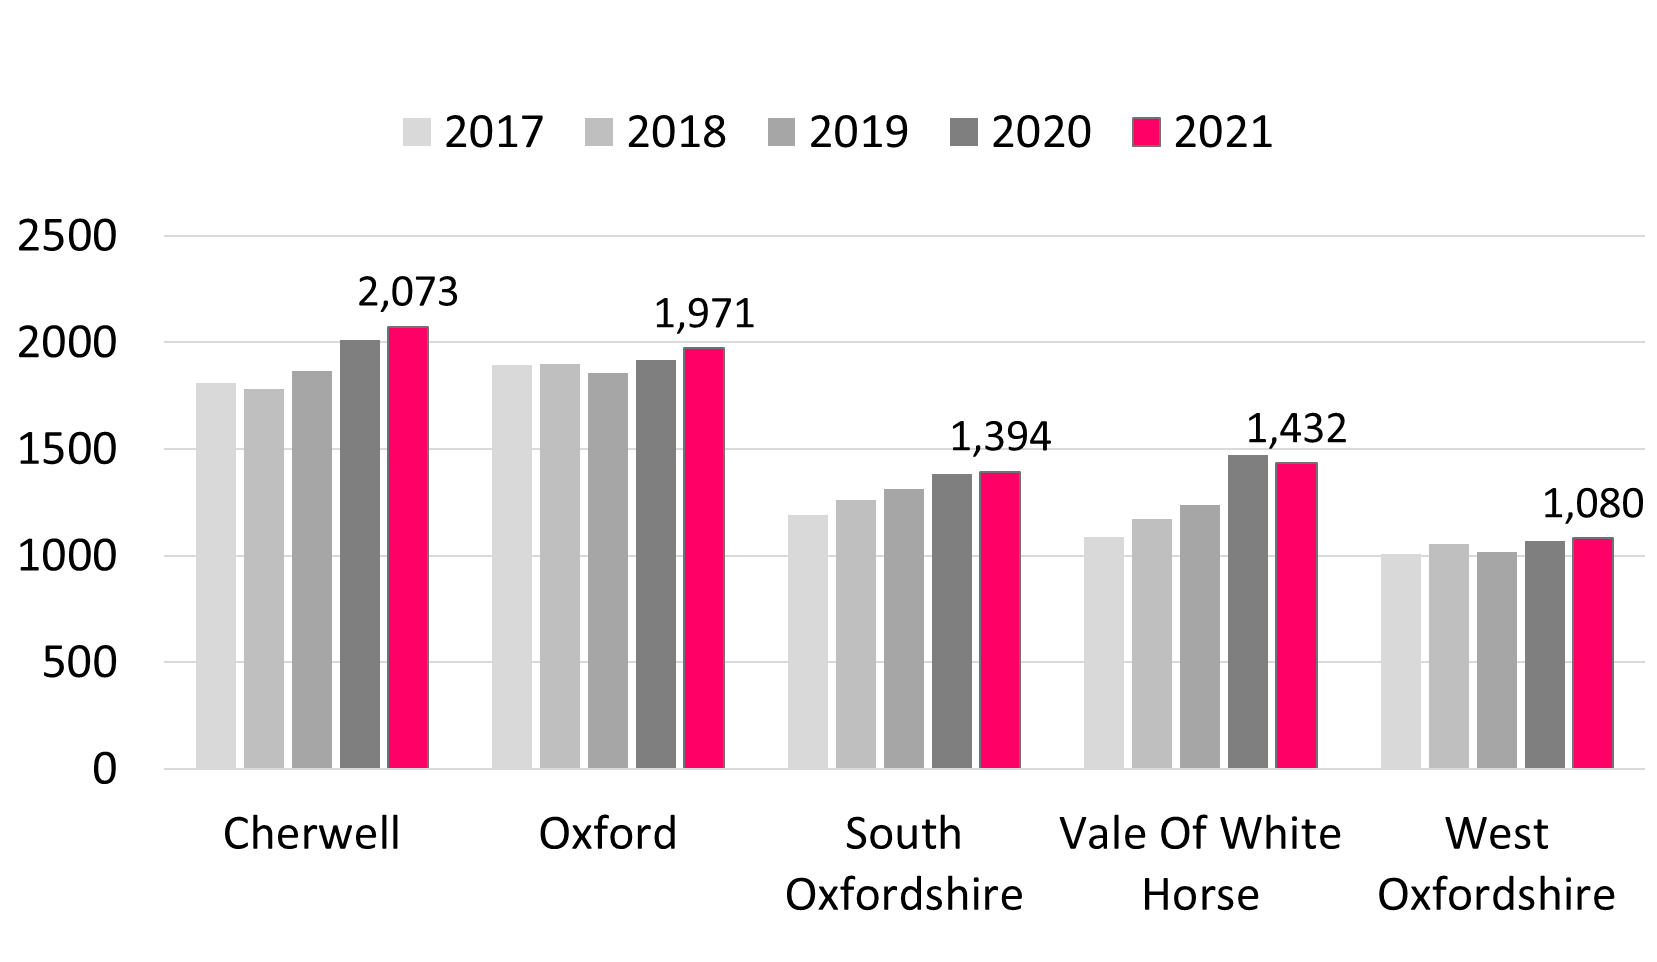 2017 2018 2019 2020 2021
2500
2000
1500
1000
500
0
2,073
1,971
1,394
1,432
1,080
Cherwell
Oxford
South
Oxfordshire
Vale Of White
Horse
West
Oxfordshire